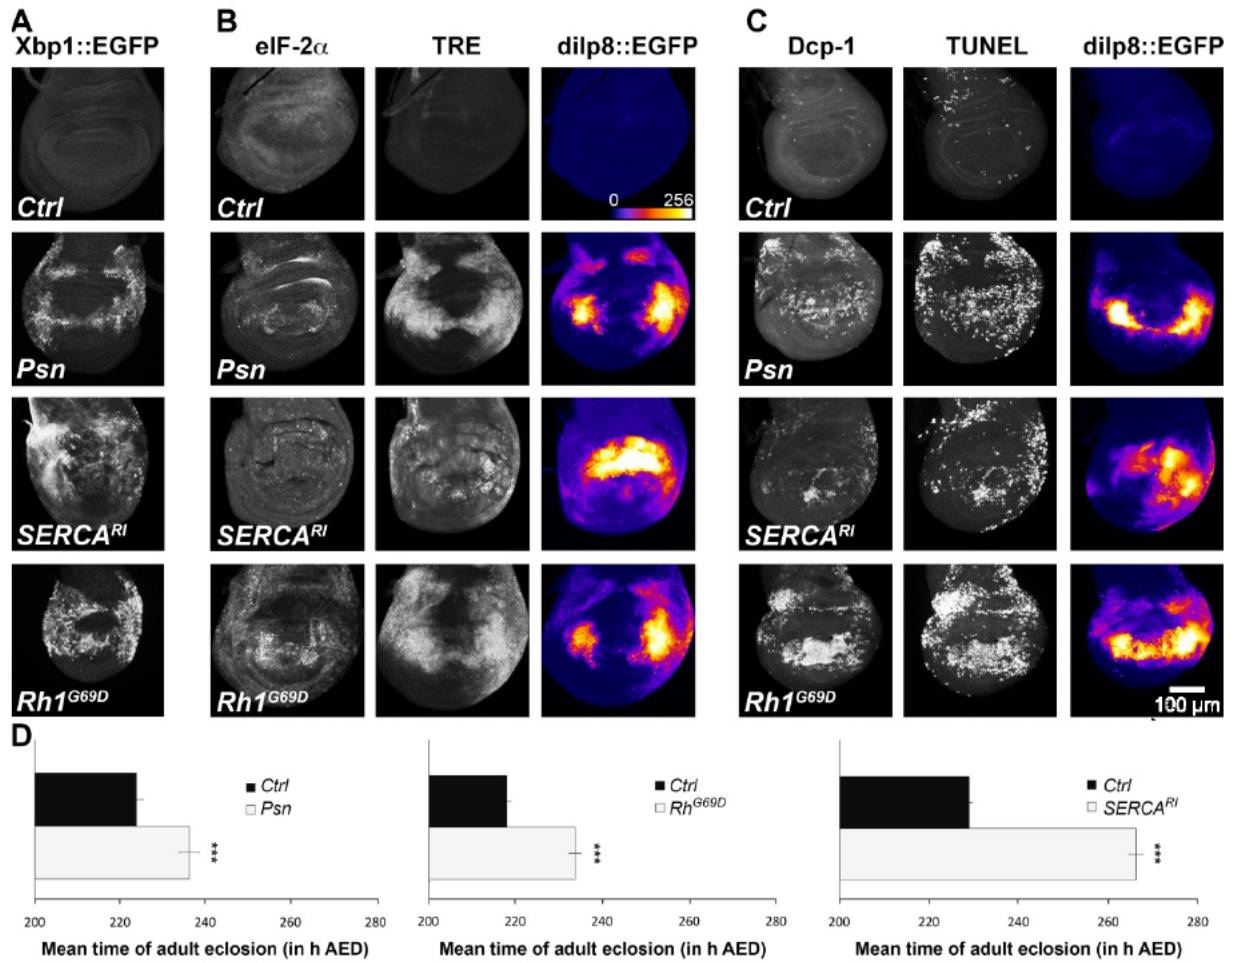 A B C
Xbp1::EGFP eIF-2α TRE dilp8::EGFP Dcp-1 TUNEL dilp8::EGFP
0 256
Ctrl Ctrl Ctrl
Psn Psn Psn
SERCA^RI SERCA^RI SERCA^RI
Rh1^G69D Rh1^G69D Rh1^G69D
100 µm
D
Ctrl
Psn
***
200 220 240 260 280
Mean time of adult eclosion (in h AED)
Ctrl
Rh^G69D
***
200 220 240 260 280
Mean time of adult eclosion (in h AED)
Ctrl
SERCA^RI
***
200 220 240 260 280
Mean time of adult eclosion (in h AED)